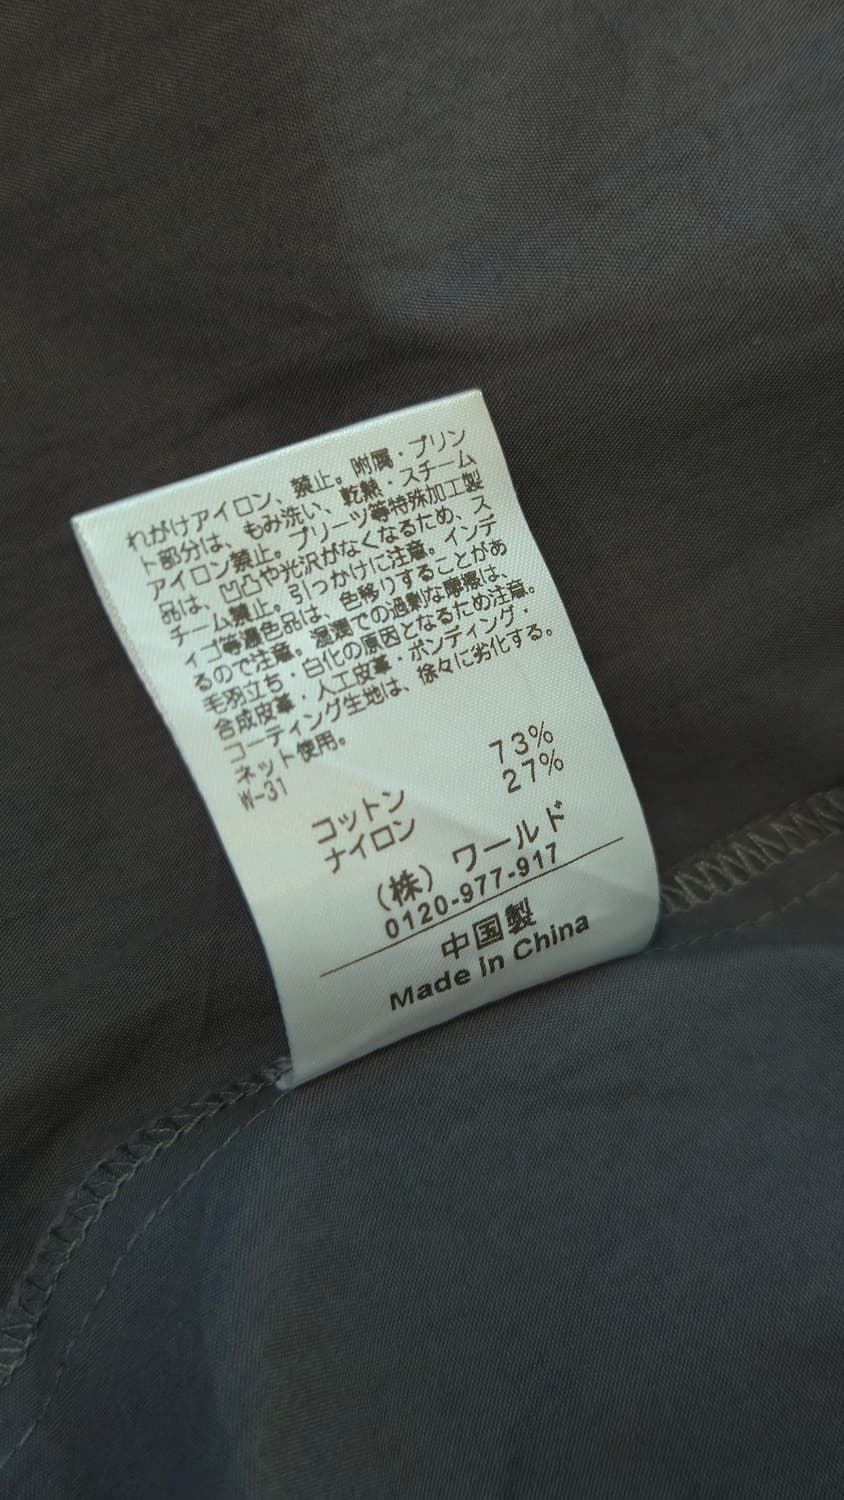 れがけアイロン、禁止。附属・プリン
ト部分は、もみ洗い、乾熱・スチーム
アイロン禁止。プリーツ等特殊加工製
品は、凹凸や光沢がなくなるため、ス
チーム禁止。引っかけに注意。インデ
ィゴ等濃色品は、色移りすることがあ
るので注意。湿潤での過剰な摩擦は、
毛羽立ち・白化の原因となるため注意。
合成皮革・人工皮革・ボンディング・
コーティング生地は、徐々に劣化する。
ネット使用。
W-31
コットン 73%
ナイロン 27%
(株) ワールド
0120-977-917
中国製
Made in China